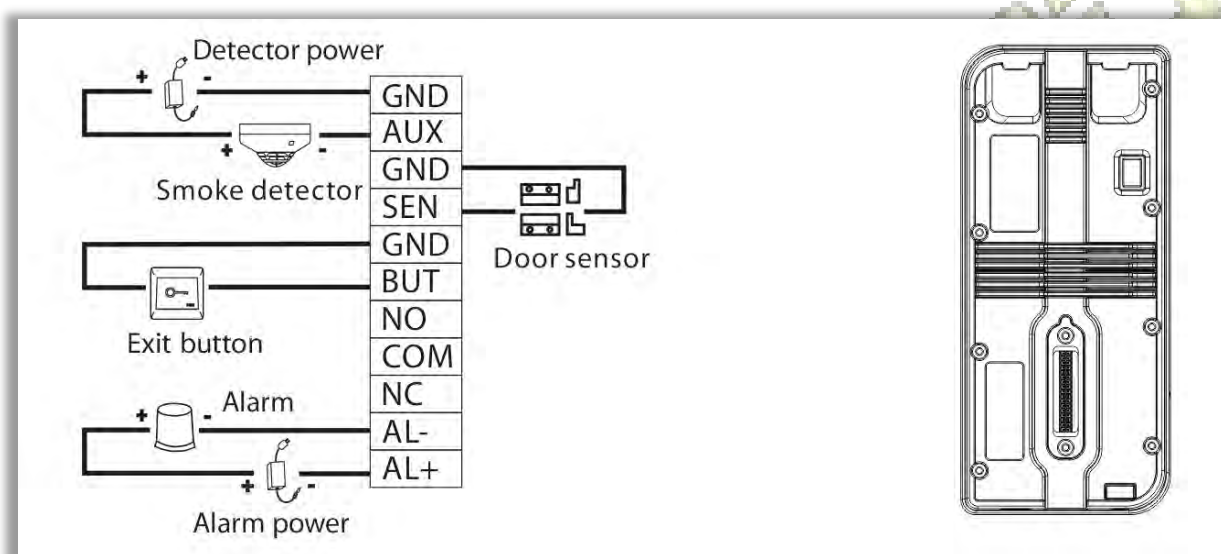 Detector power
+ -
GND
AUX
+ -
Smoke detector
GND
SEN
Door sensor
GND
BUT
Exit button
NO
COM
NC
Alarm
+ -
AL-
AL+
+ -
Alarm power